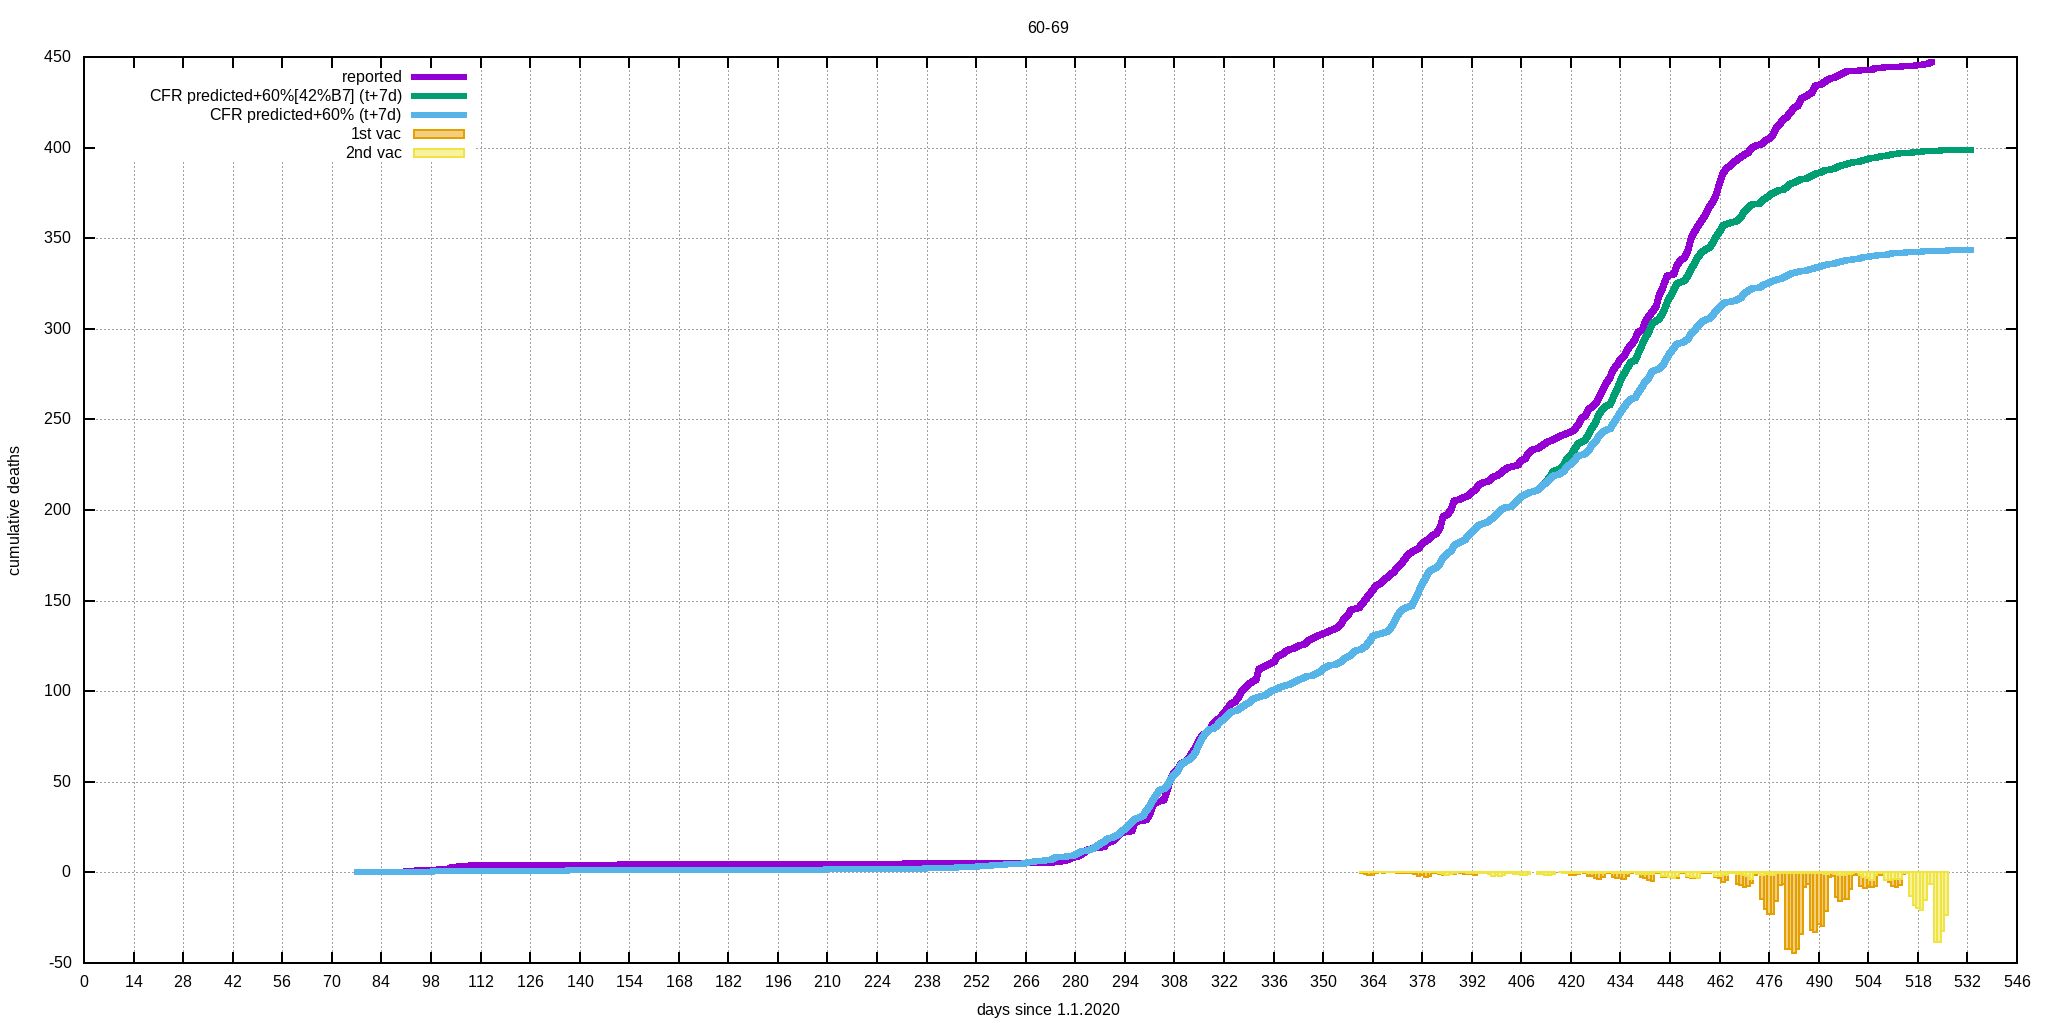 60-69
450
400
350
300
250
200
150
100
50
0
-50
cumulative deaths
reported
CFR predicted+60%[42%B7] (t+7d)
CFR predicted+60% (t+7d)
1st vac
2nd vac
0 14 28 42 56 70 84 98 112 126 140 154 168 182 196 210 224 238 252 266 280 294 308 322 336 350 364 378 392 406 420 434 448 462 476 490 504 518 532 546
days since 1.1.2020